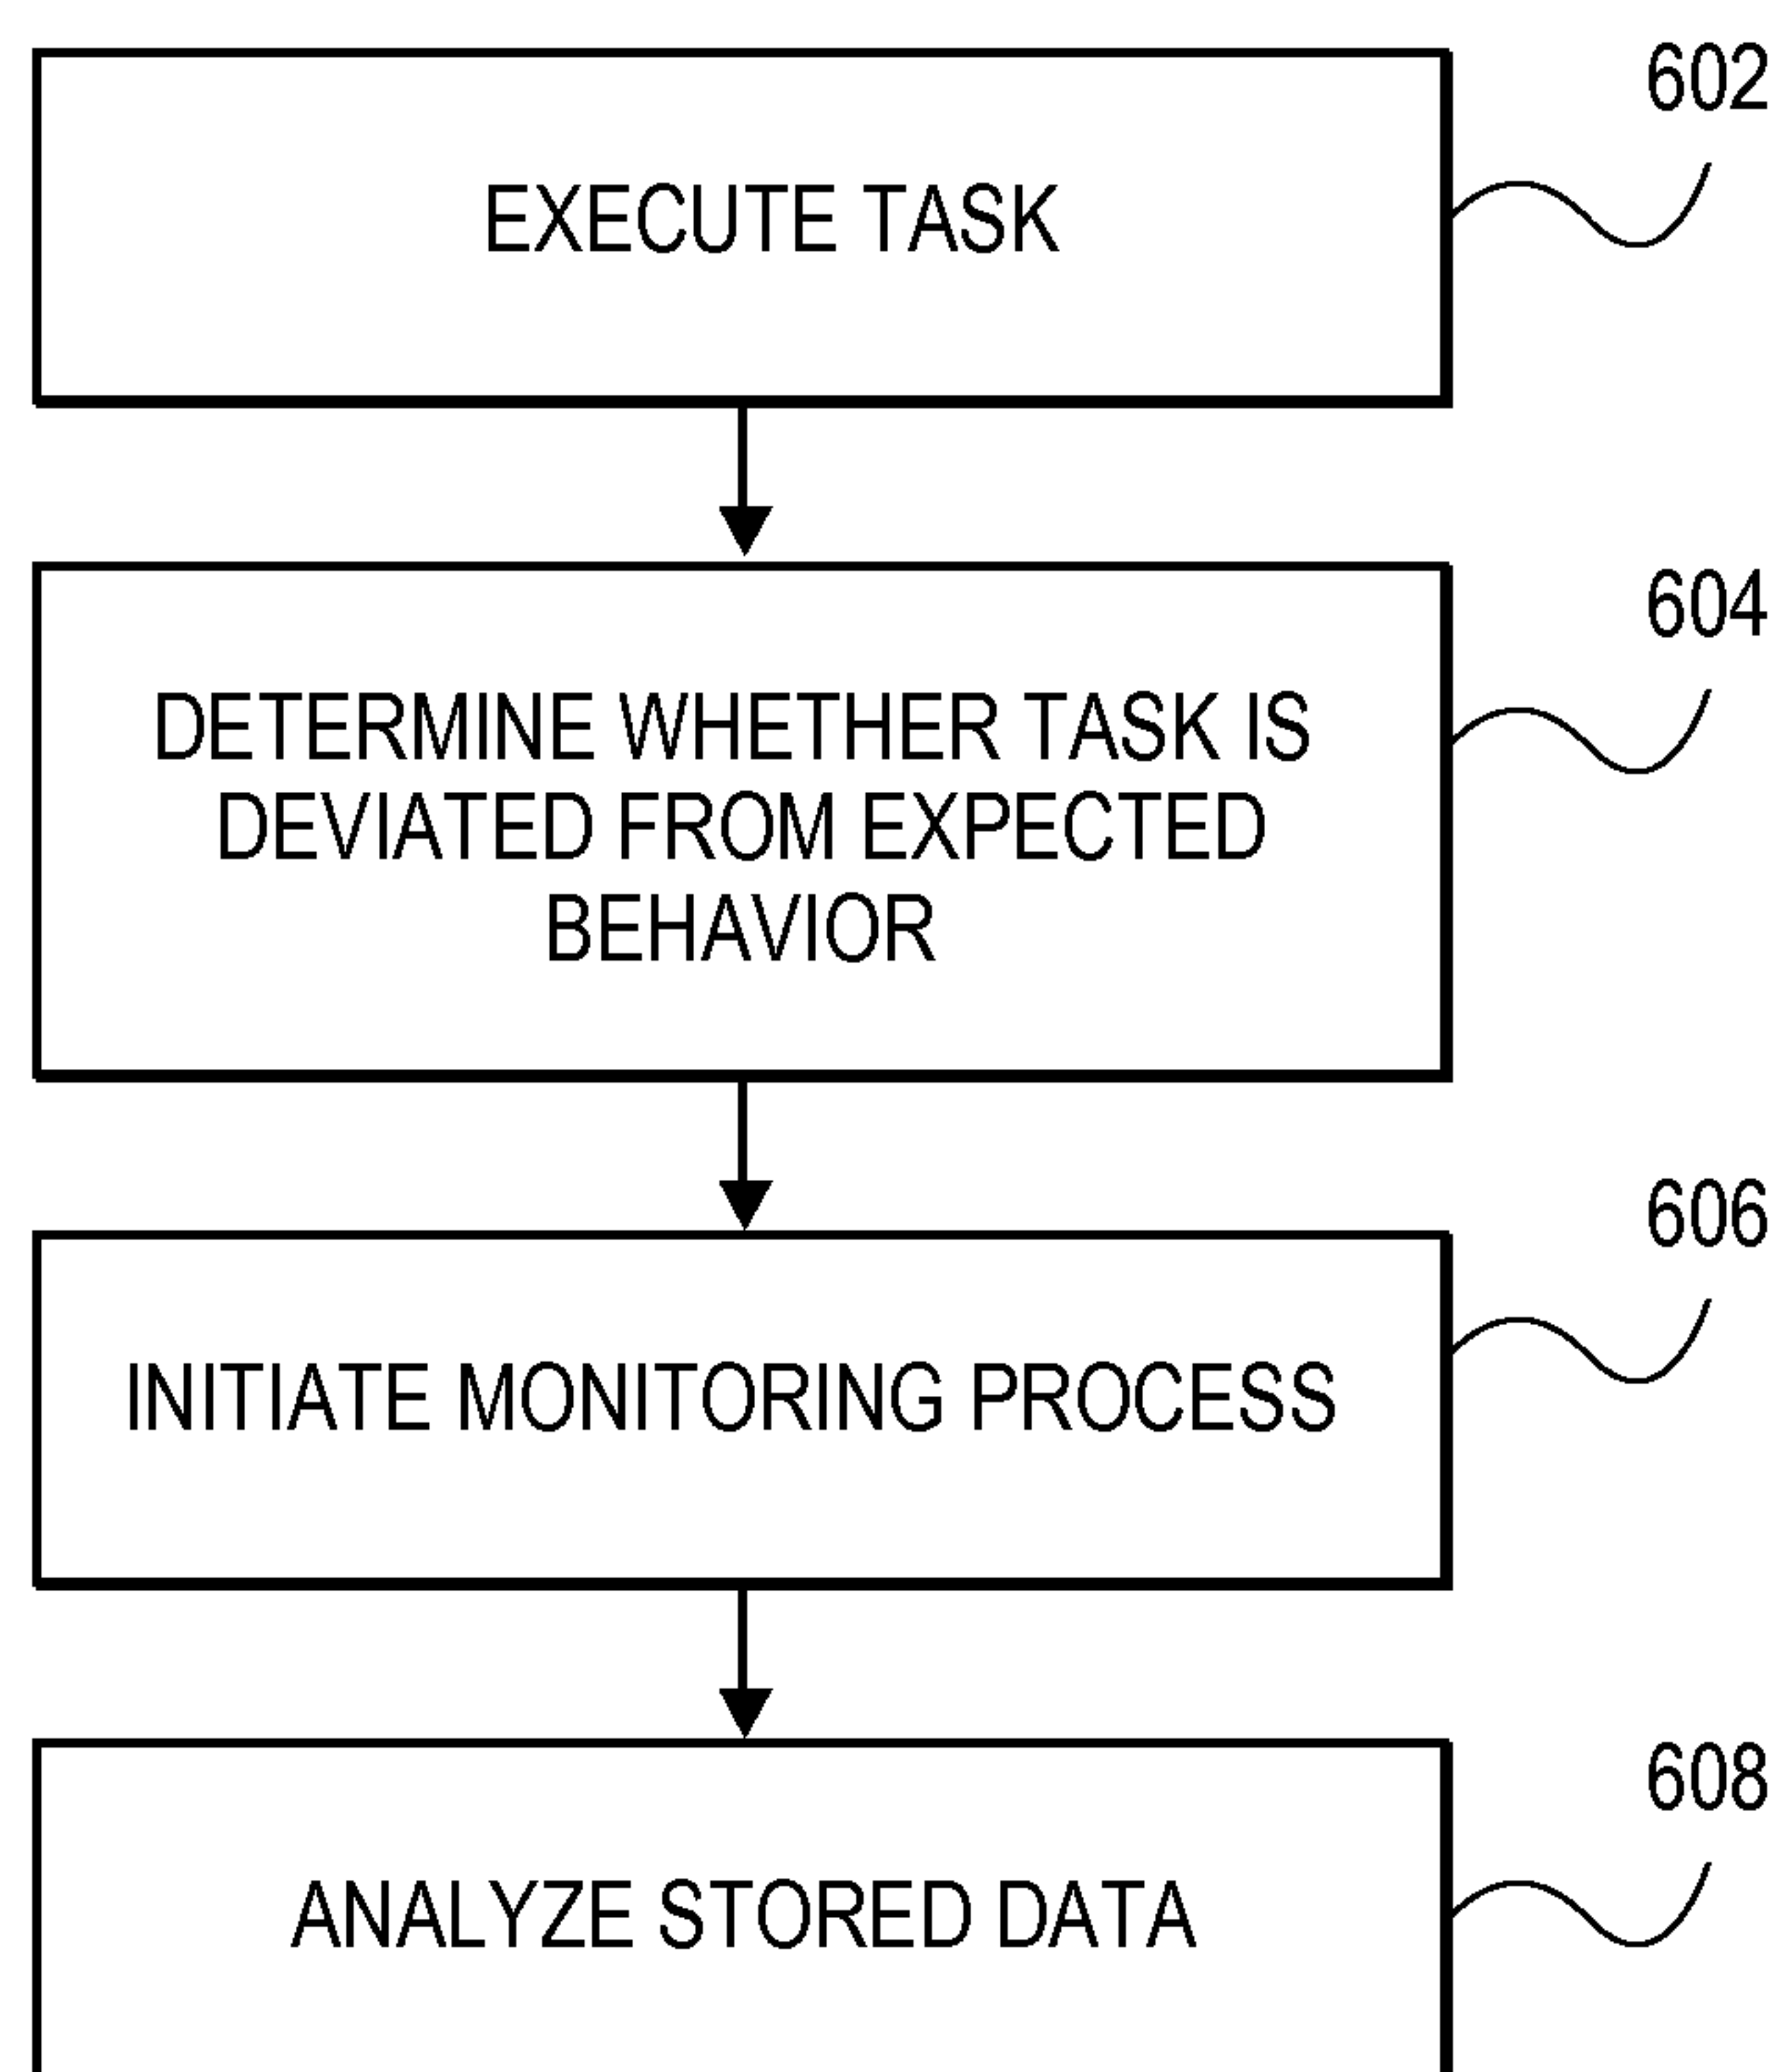 602
EXECUTE TASK
604
DETERMINE WHETHER TASK IS
DEVIATED FROM EXPECTED
BEHAVIOR
606
INITIATE MONITORING PROCESS
608
ANALYZE STORED DATA